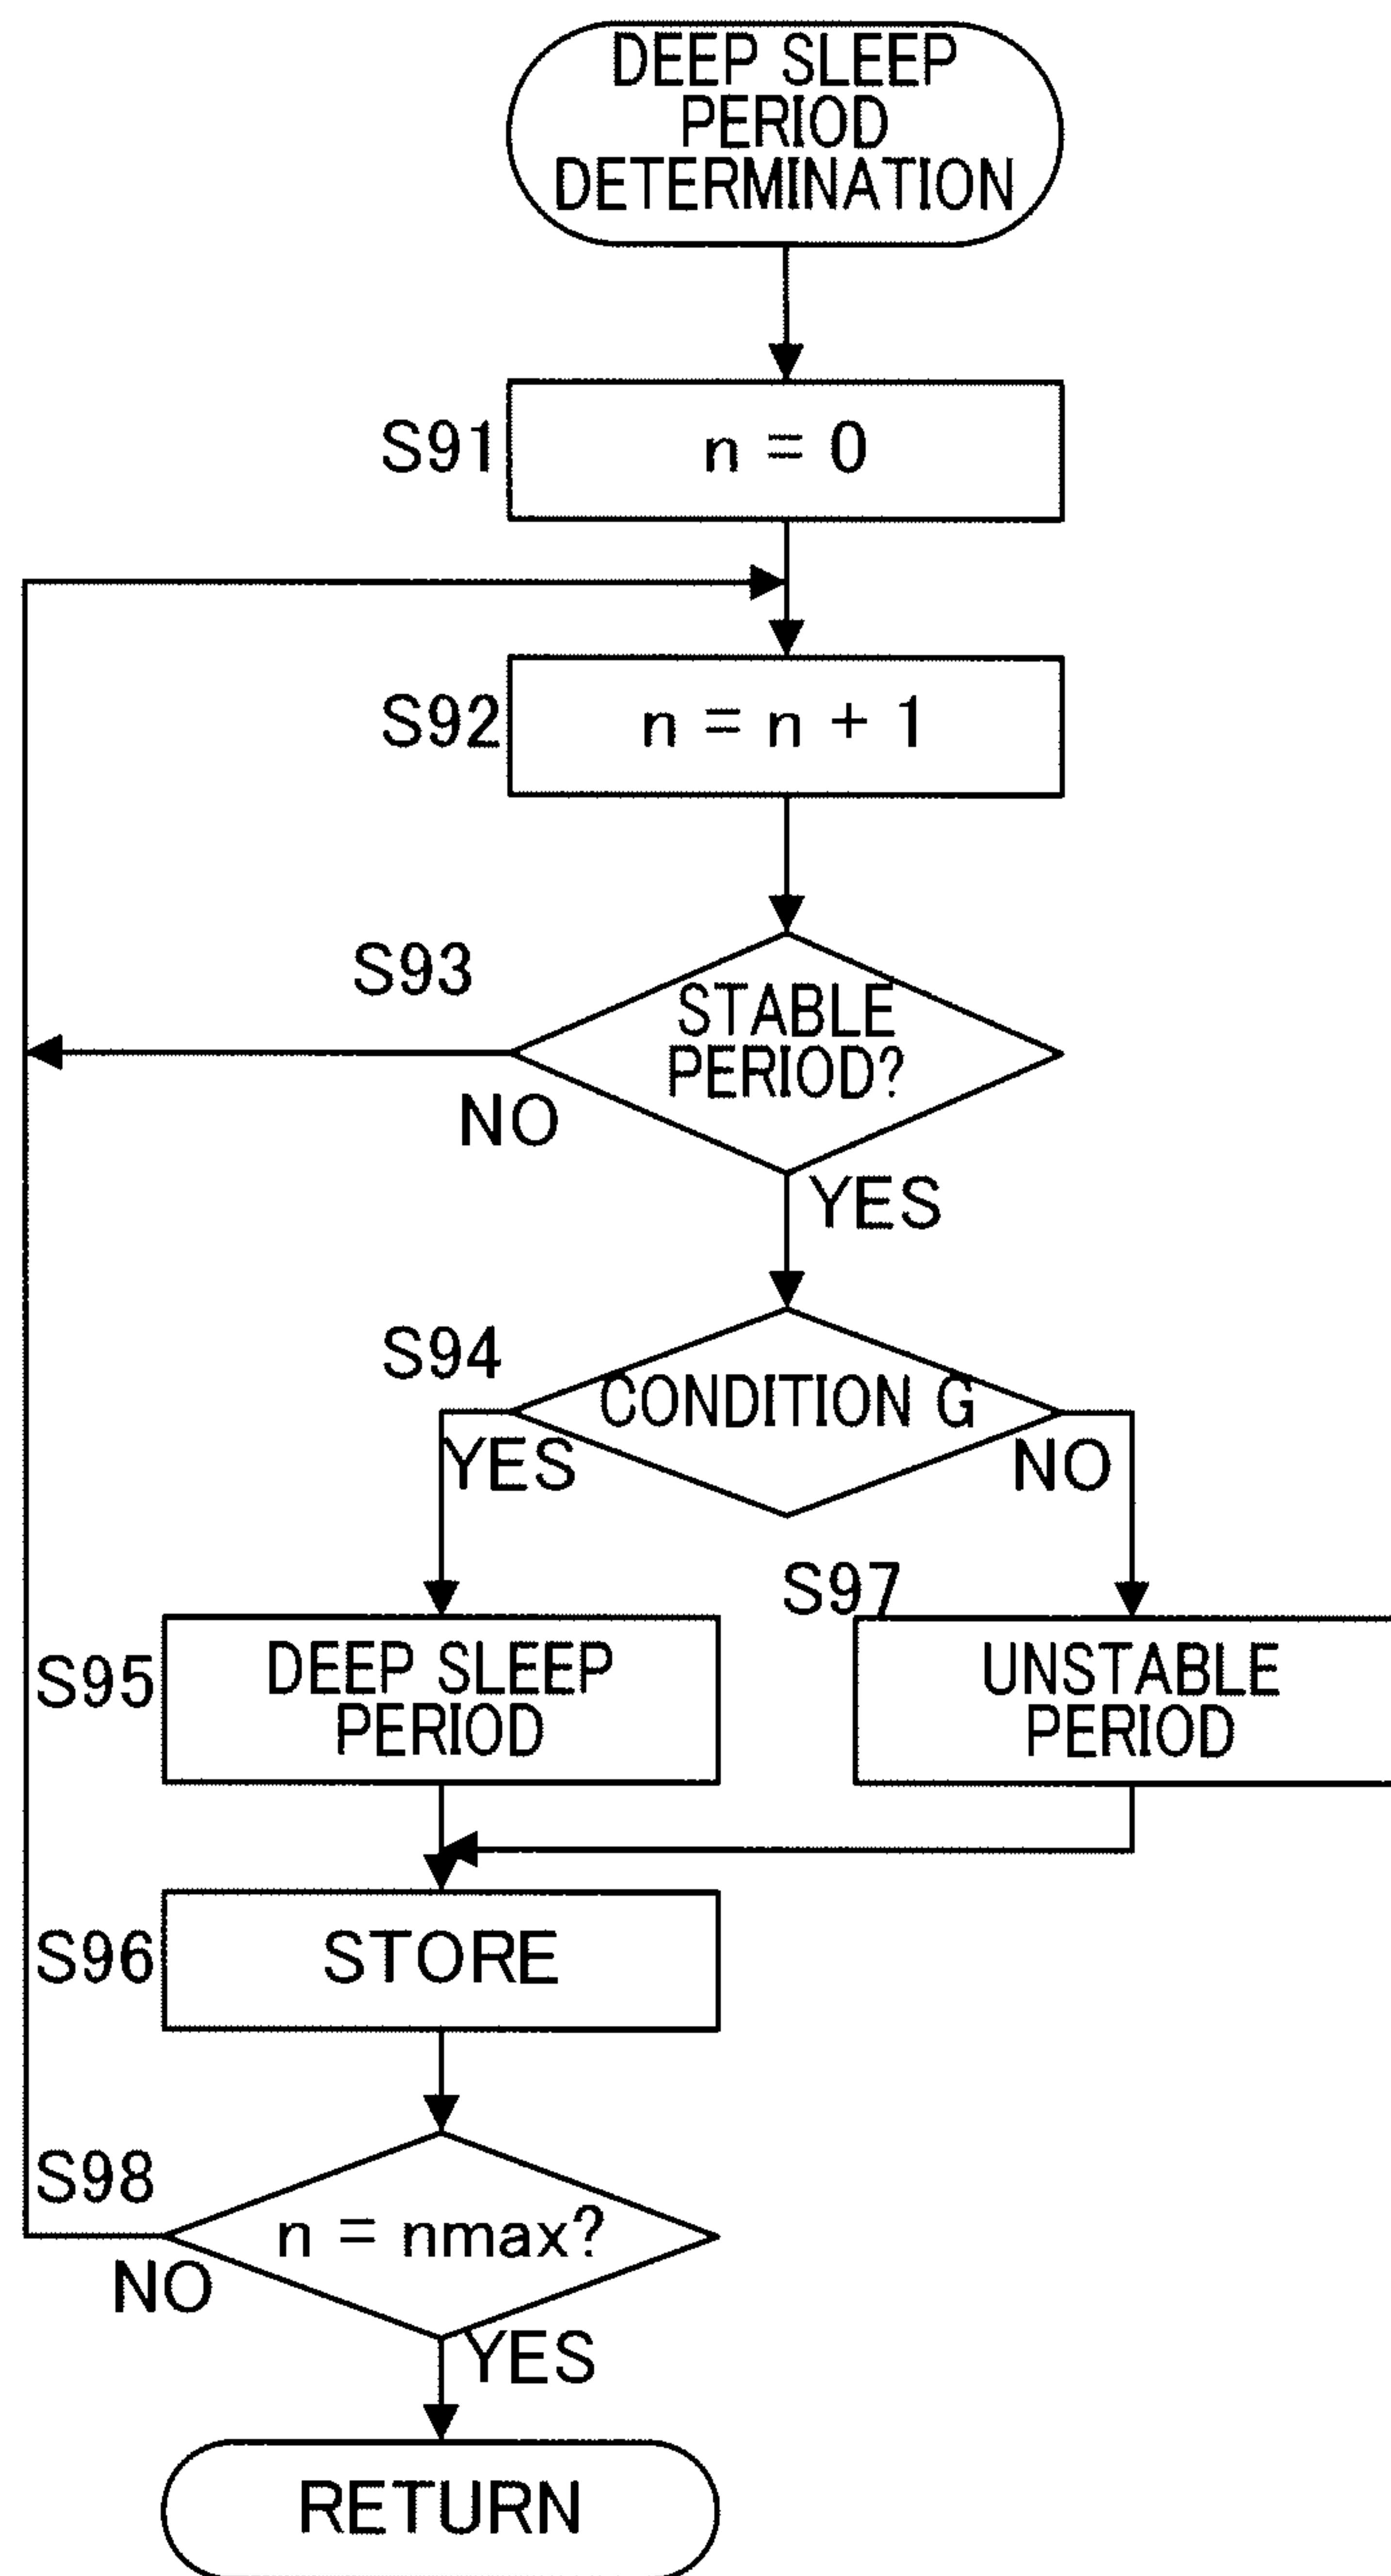 DEEP SLEEP
PERIOD
DETERMINATION
S91
n = 0
S92
n = n + 1
S93
STABLE
PERIOD?
NO
YES
S94
CONDITION G
YES
NO
S97
S95
DEEP SLEEP
PERIOD
UNSTABLE
PERIOD
S96
STORE
S98
n = nmax?
NO
YES
RETURN